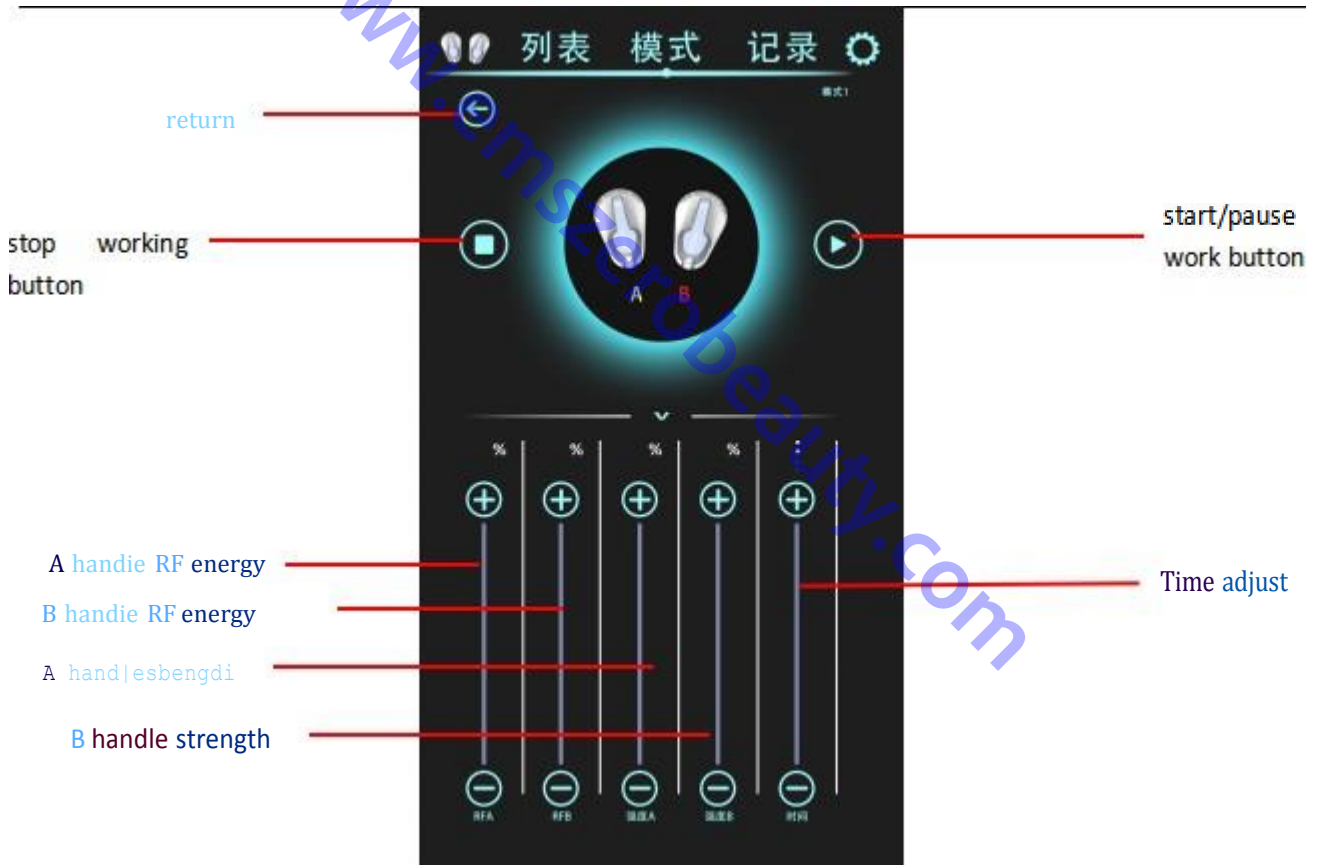 列表 模式 记录
模式1
return
stop working
button
start/pause
work button
A B
% % % %
A handie RF energy
B handie RF energy
A hand|esbengdi
B handle strength
Time adjust
RFA RFB 强度A 强度B 时间
www.emszerobeauty.com